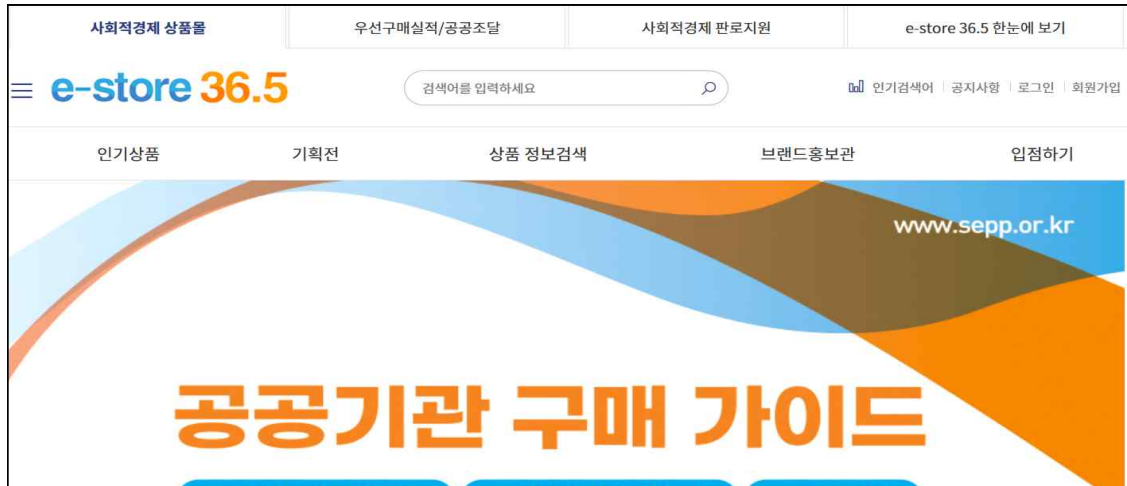 사회적경제 상품몰 우선구매실적/공공조달 사회적경제 판로지원 e-store 36.5 한눈에 보기
e-store 36.5 검색어를 입력하세요 인기검색어 공지사항 로그인 회원가입
인기상품 기획전 상품 정보검색 브랜드홍보관 입점하기
www.sepp.or.kr
공공기관 구매 가이드